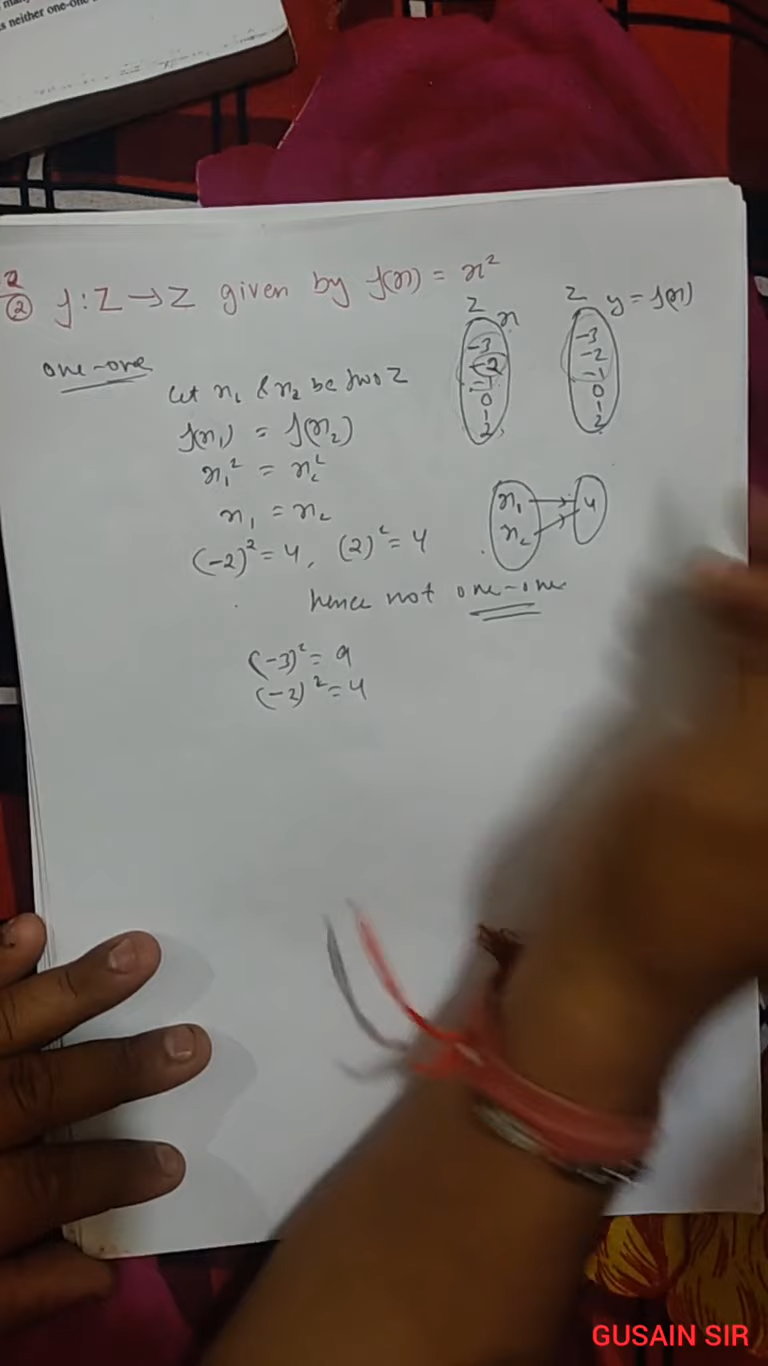 s neither one-one
2
② f : Z → Z given by f(x) = x²
one-one
Let x₁ & x₂ be two Z
f(x₁) = f(x₂)
x₁² = x₂²
x₁ = x₂
(-2)² = 4, (2)² = 4
hence not one-one
(-3)² = 9
(-2)² = 4
Z x
-3
-2
-1
0
1
2
Z y = f(x)
-3
-2
-1
0
1
2
x₁ → 4
x₂
GUSAIN SIR